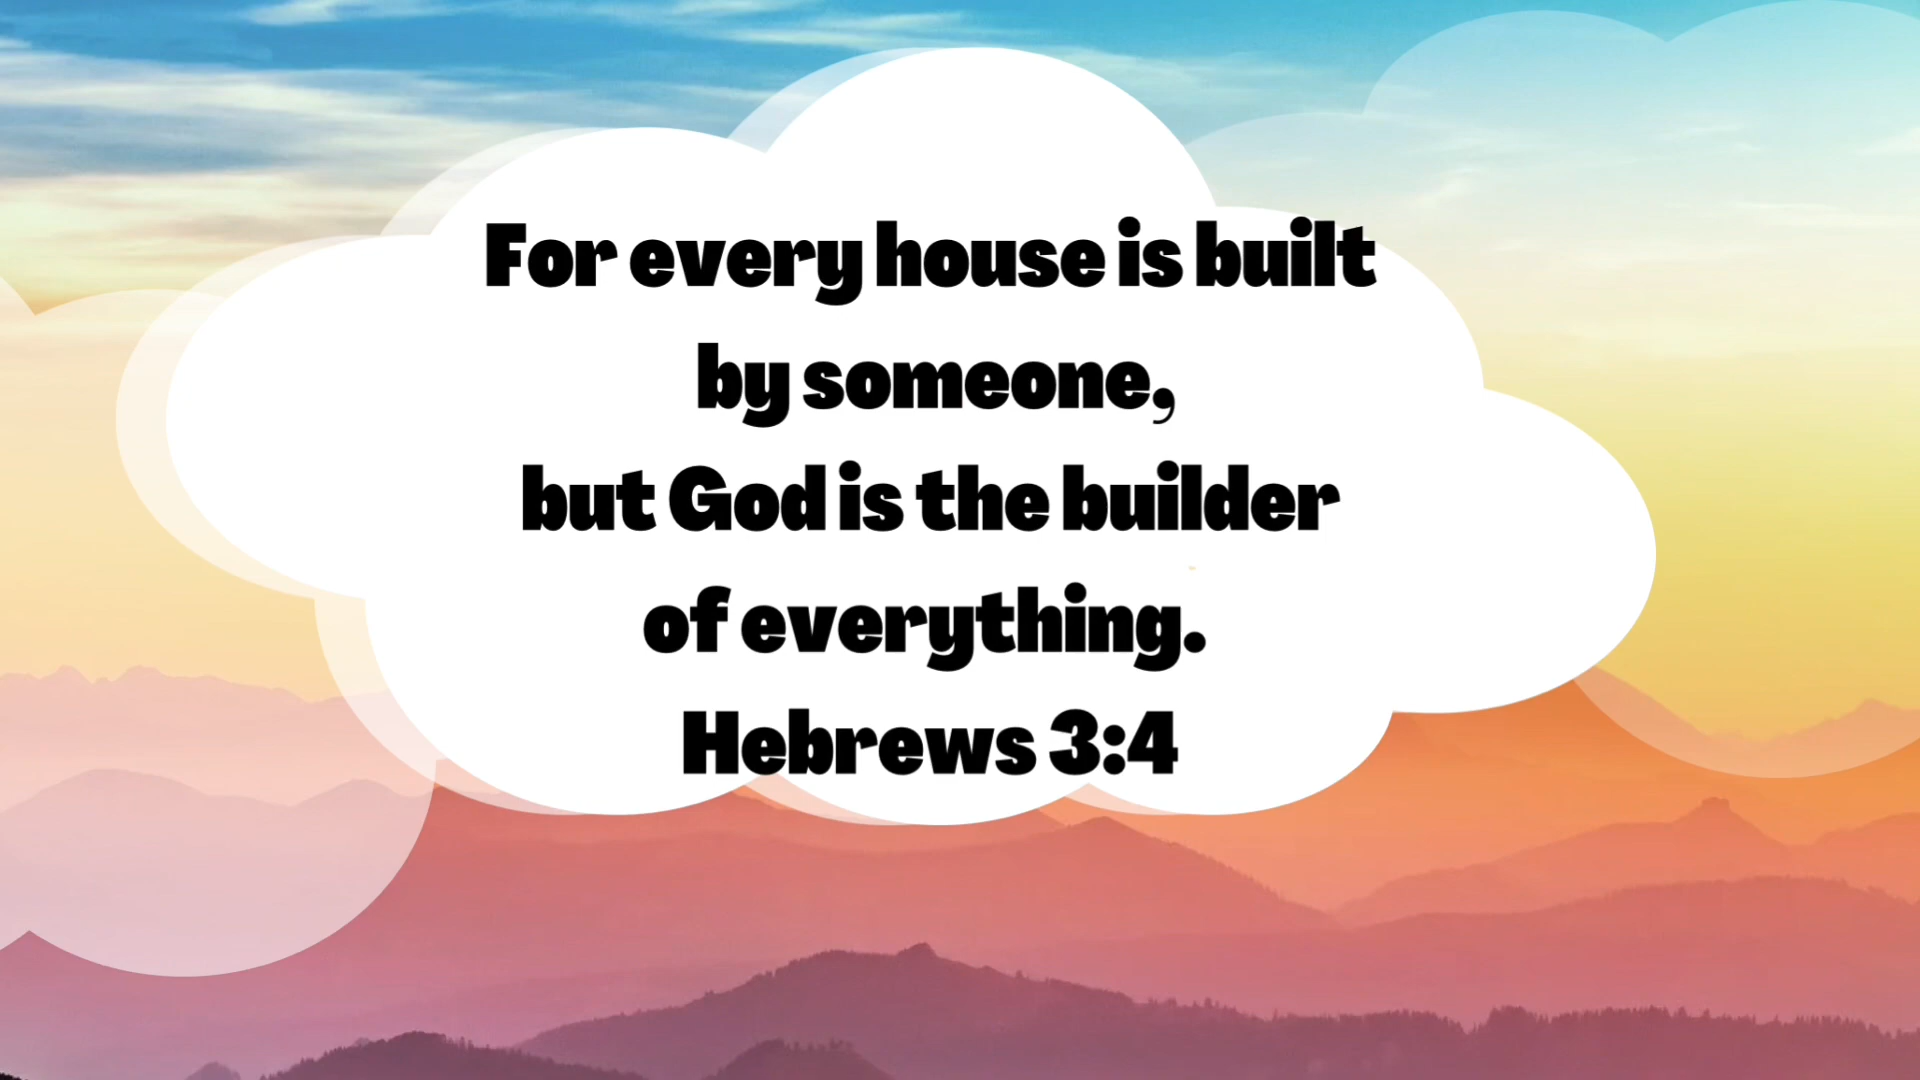 For every house is built
by someone,
but God is the builder
of everything.
Hebrews 3:4